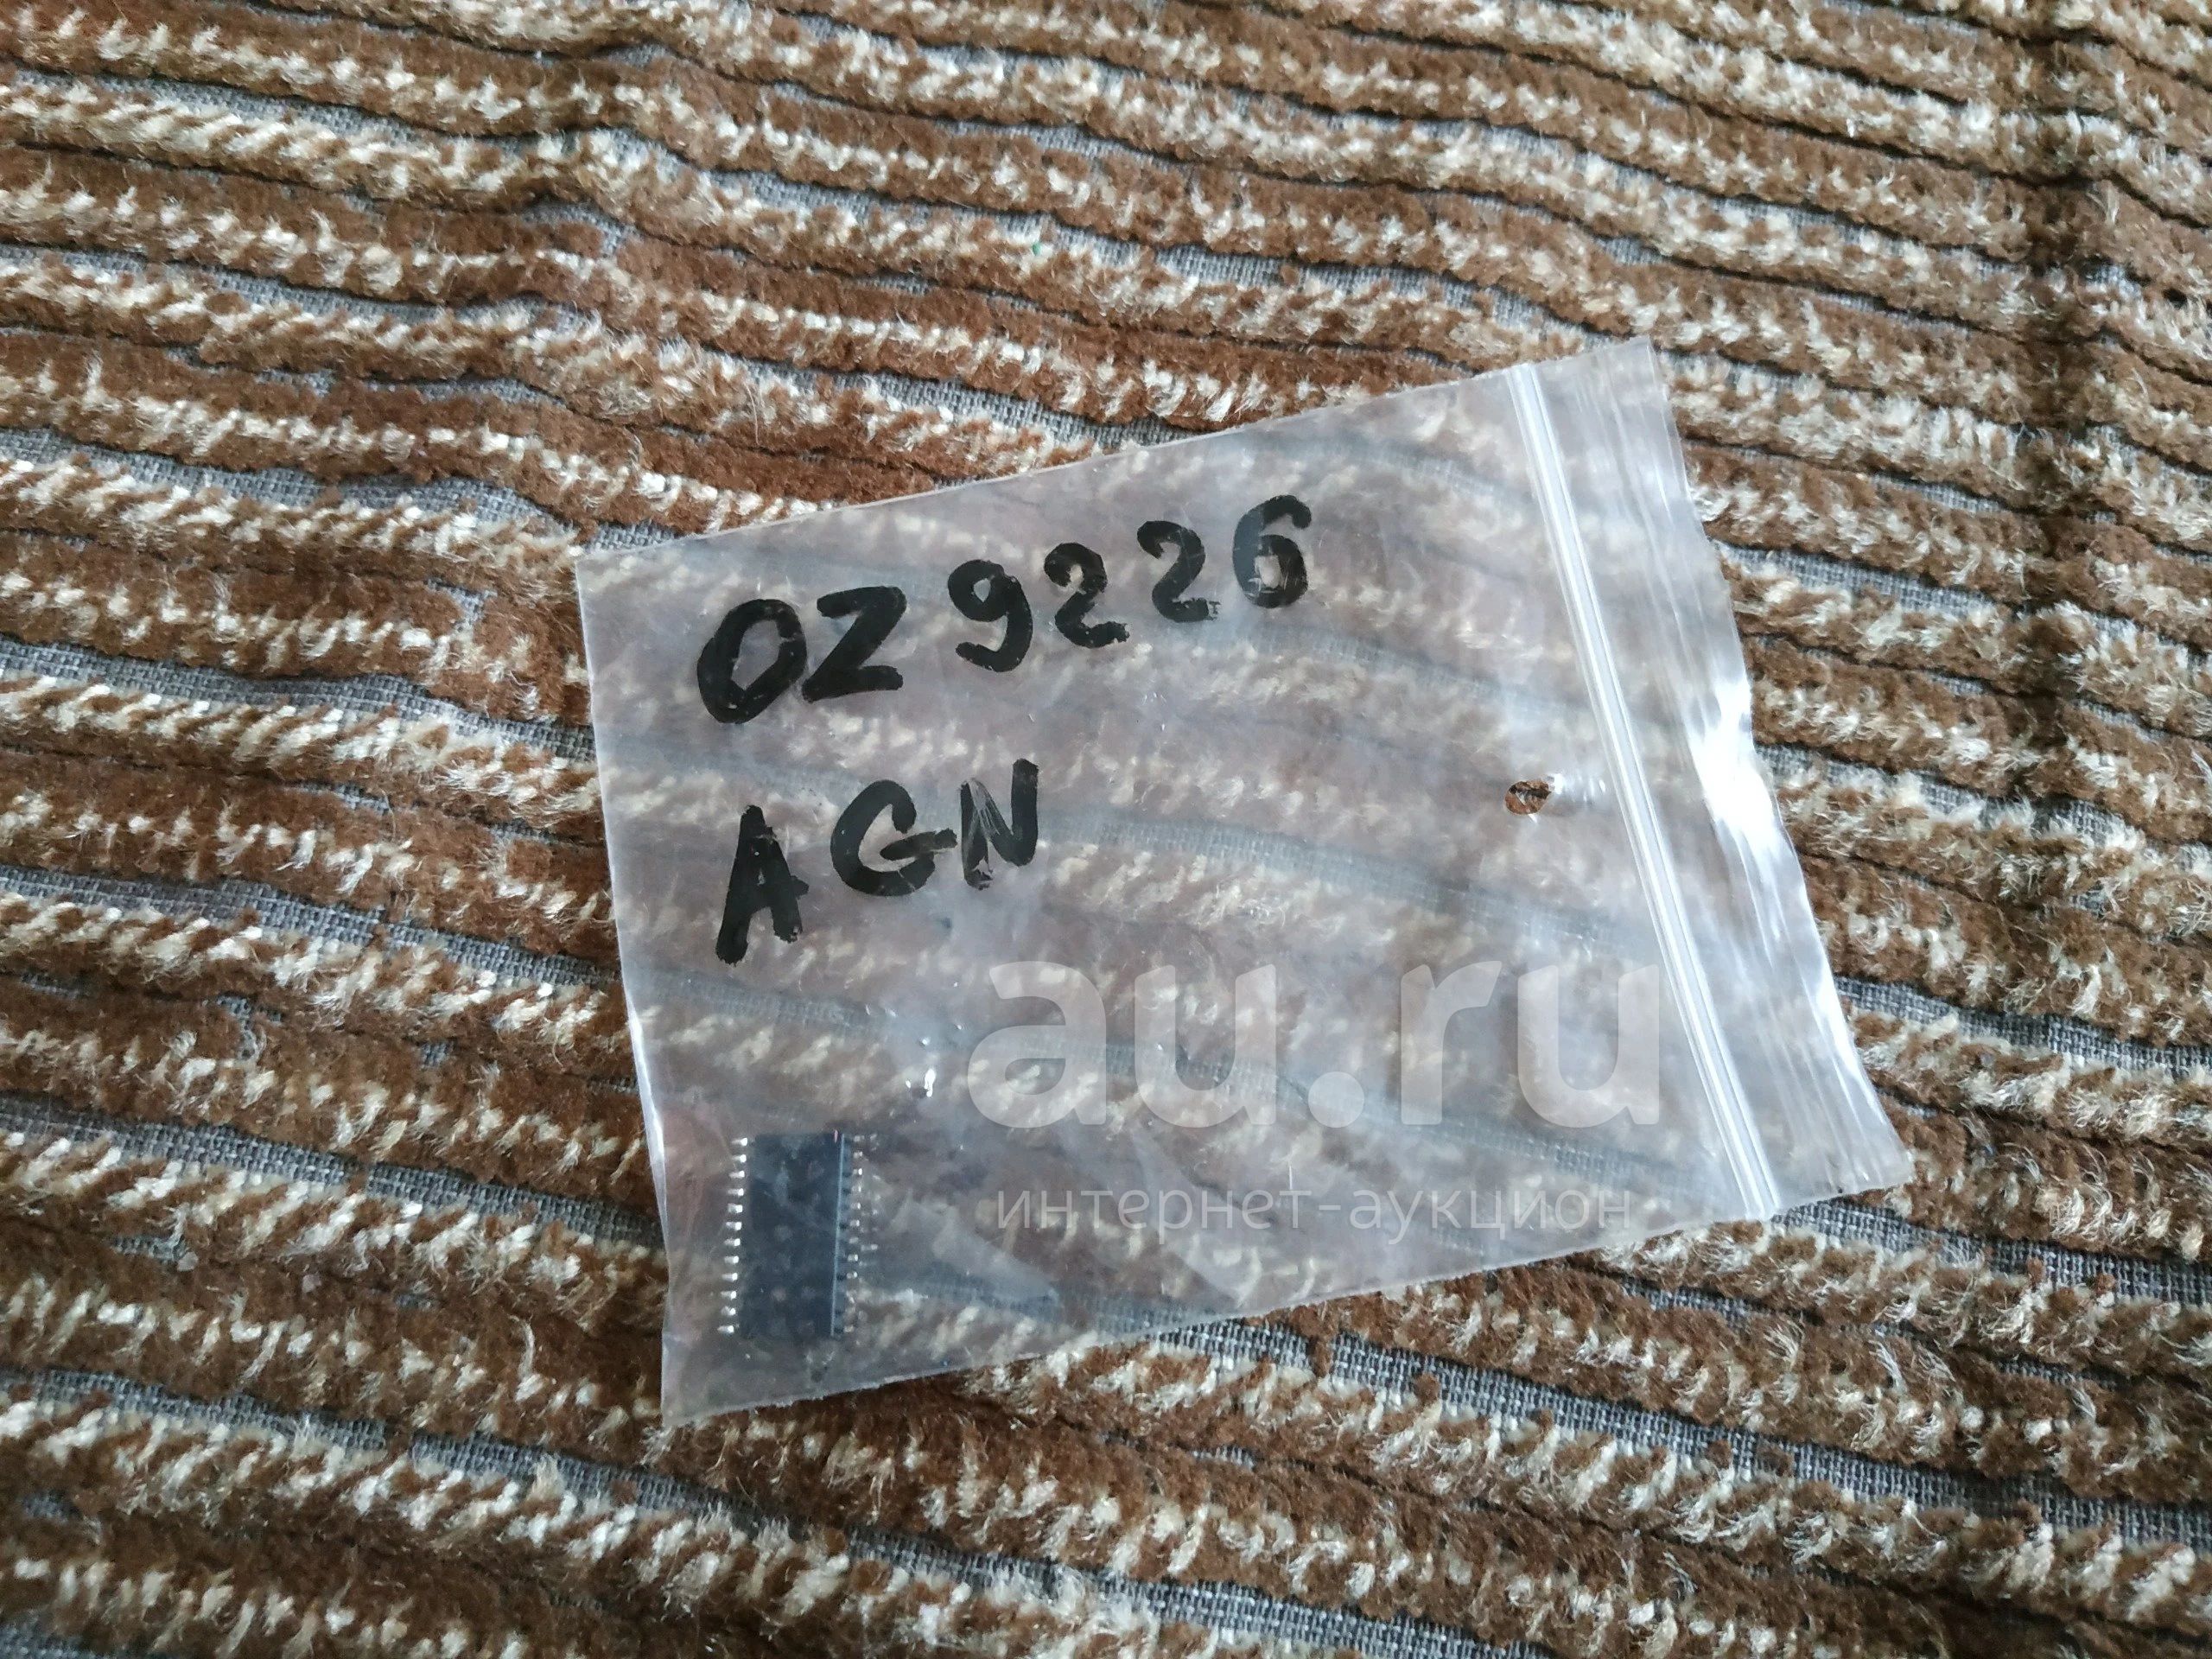 OZ9226
AGN
au.ru
интернет-аукцион